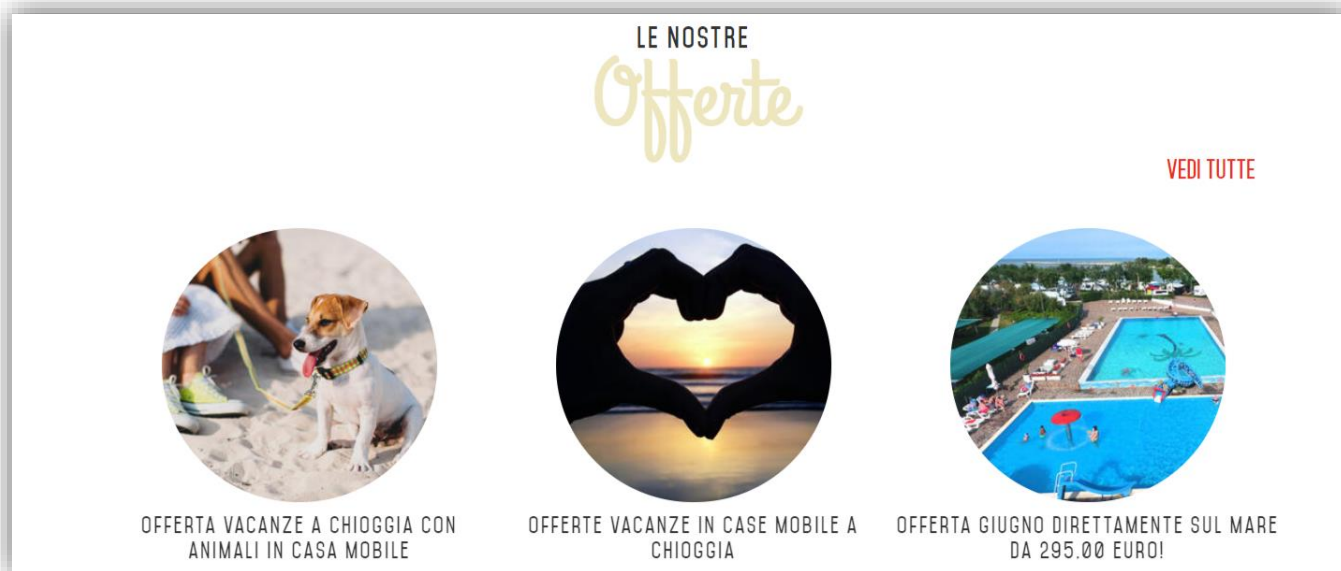 LE NOSTRE
Offerte
VEDI TUTTE
OFFERTA VACANZE A CHIOGGIA CON
ANIMALI IN CASA MOBILE
OFFERTE VACANZE IN CASE MOBILE A
CHIOGGIA
OFFERTA GIUGNO DIRETTAMENTE SUL MARE
DA 295.00 EURO!